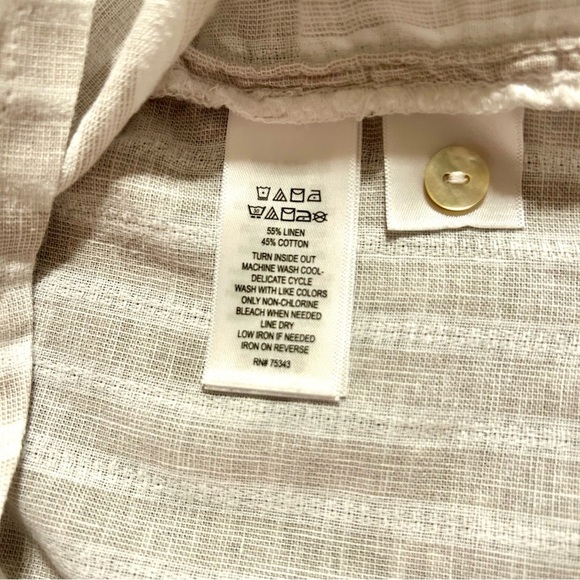 55% LINEN
45% COTTON
TURN INSIDE OUT
MACHINE WASH COOL-
DELICATE CYCLE
WASH WITH LIKE COLORS
ONLY NON-CHLORINE
BLEACH WHEN NEEDED
LINE DRY
LOW IRON IF NEEDED
IRON ON REVERSE
RN# 75343